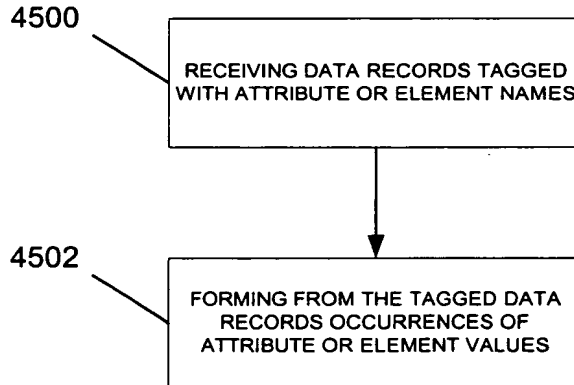 4500
RECEIVING DATA RECORDS TAGGED
WITH ATTRIBUTE OR ELEMENT NAMES
4502
FORMING FROM THE TAGGED DATA
RECORDS OCCURRENCES OF
ATTRIBUTE OR ELEMENT VALUES